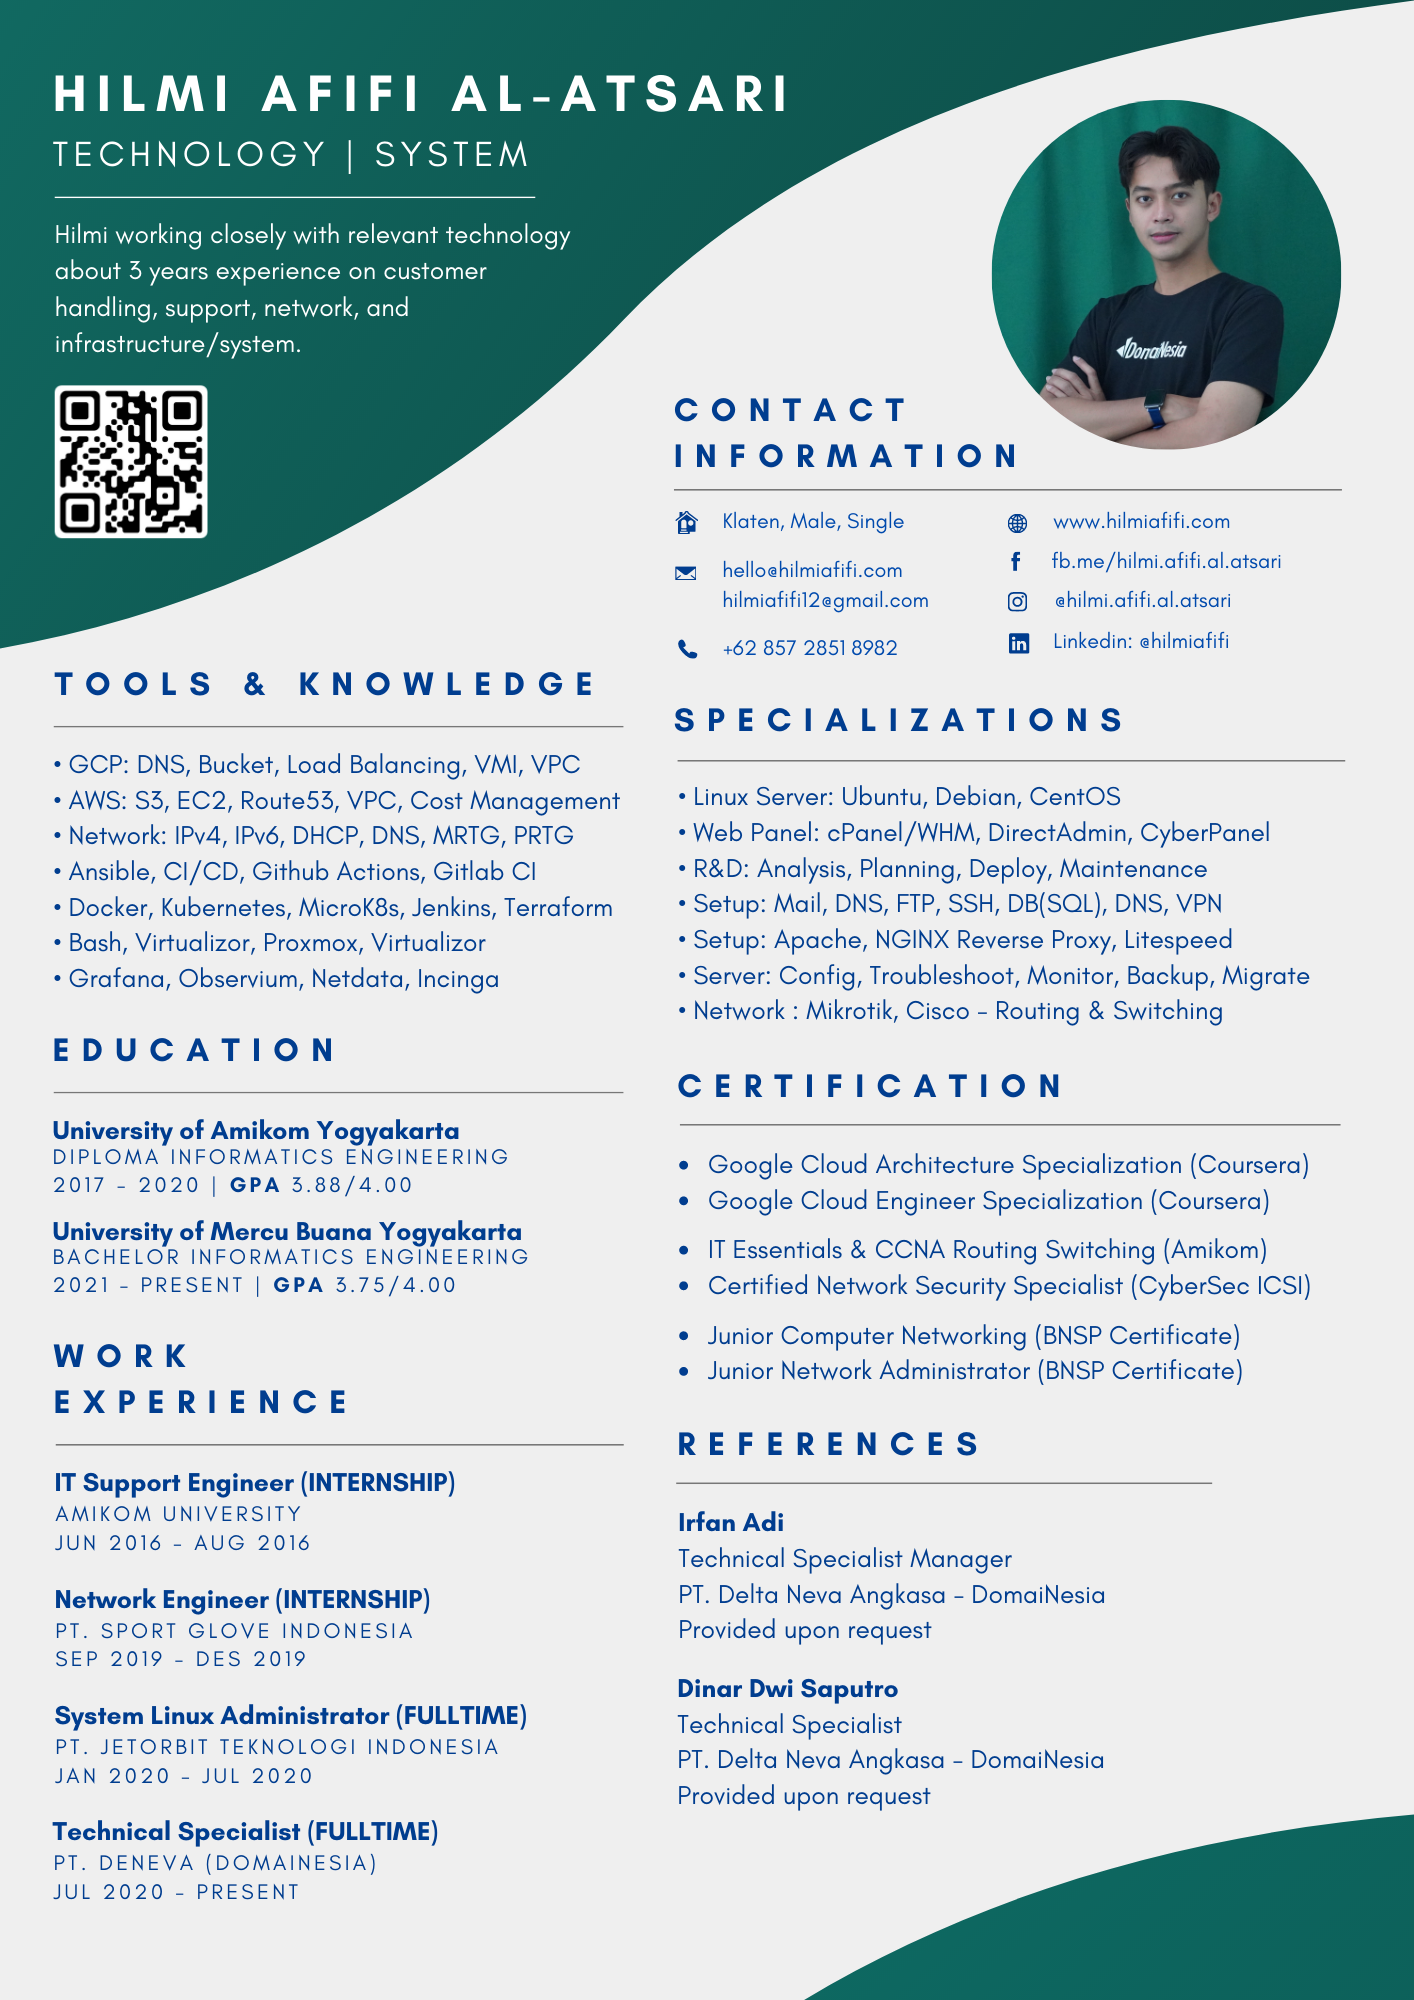 HILMI AFIFI AL-ATSARI
TECHNOLOGY | SYSTEM
Hilmi working closely with relevant technology
about 3 years experience on customer
handling, support, network, and
infrastructure/system.
DomaiNesia
CONTACT
INFORMATION
Klaten, Male, Single
hello@hilmiafifi.com
hilmiafifi12@gmail.com
+62 857 2851 8982
www.hilmiafifi.com
fb.me/hilmi.afifi.al.atsari
@hilmi.afifi.al.atsari
Linkedin: @hilmiafifi
TOOLS & KNOWLEDGE
• GCP: DNS, Bucket, Load Balancing, VMI, VPC
• AWS: S3, EC2, Route53, VPC, Cost Management
• Network: IPv4, IPv6, DHCP, DNS, MRTG, PRTG
• Ansible, CI/CD, Github Actions, Gitlab CI
• Docker, Kubernetes, MicroK8s, Jenkins, Terraform
• Bash, Virtualizor, Proxmox, Virtualizor
• Grafana, Observium, Netdata, Incinga
EDUCATION
University of Amikom Yogyakarta
DIPLOMA INFORMATICS ENGINEERING
2017 - 2020 | GPA 3.88/4.00
University of Mercu Buana Yogyakarta
BACHELOR INFORMATICS ENGINEERING
2021 - PRESENT | GPA 3.75/4.00
WORK
EXPERIENCE
IT Support Engineer (INTERNSHIP)
AMIKOM UNIVERSITY
JUN 2016 - AUG 2016
Network Engineer (INTERNSHIP)
PT. SPORT GLOVE INDONESIA
SEP 2019 - DES 2019
System Linux Administrator (FULLTIME)
PT. JETORBIT TEKNOLOGI INDONESIA
JAN 2020 - JUL 2020
Technical Specialist (FULLTIME)
PT. DENEVA (DOMAINESIA)
JUL 2020 - PRESENT
SPECIALIZATIONS
• Linux Server: Ubuntu, Debian, CentOS
• Web Panel: cPanel/WHM, DirectAdmin, CyberPanel
• R&D: Analysis, Planning, Deploy, Maintenance
• Setup: Mail, DNS, FTP, SSH, DB(SQL), DNS, VPN
• Setup: Apache, NGINX Reverse Proxy, Litespeed
• Server: Config, Troubleshoot, Monitor, Backup, Migrate
• Network : Mikrotik, Cisco - Routing & Switching
CERTIFICATION
• Google Cloud Architecture Specialization (Coursera)
• Google Cloud Engineer Specialization (Coursera)
• IT Essentials & CCNA Routing Switching (Amikom)
• Certified Network Security Specialist (CyberSec ICSI)
• Junior Computer Networking (BNSP Certificate)
• Junior Network Administrator (BNSP Certificate)
REFERENCES
Irfan Adi
Technical Specialist Manager
PT. Delta Neva Angkasa - DomaiNesia
Provided upon request
Dinar Dwi Saputro
Technical Specialist
PT. Delta Neva Angkasa - DomaiNesia
Provided upon request